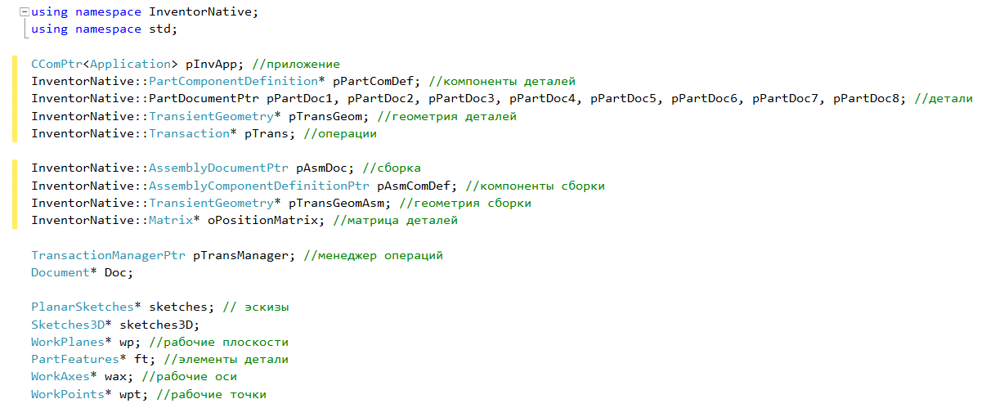 using namespace InventorNative;
using namespace std;
CComPtr<Application> pInvApp; //приложение
InventorNative::PartComponentDefinition* pPartComDef; //компоненты деталей
InventorNative::PartDocumentPtr pPartDoc1, pPartDoc2, pPartDoc3, pPartDoc4, pPartDoc5, pPartDoc6, pPartDoc7, pPartDoc8; //детали
InventorNative::TransientGeometry* pTransGeom; //геометрия деталей
InventorNative::Transaction* pTrans; //операции
InventorNative::AssemblyDocumentPtr pAsmDoc; //сборка
InventorNative::AssemblyComponentDefinitionPtr pAsmComDef; //компоненты сборки
InventorNative::TransientGeometry* pTransGeomAsm; //геометрия сборки
InventorNative::Matrix* oPositionMatrix; //матрица деталей
TransactionManagerPtr pTransManager; //менеджер операций
Document* Doc;
PlanarSketches* sketches; // эскизы
Sketches3D* sketches3D;
WorkPlanes* wp; //рабочие плоскости
PartFeatures* ft; //элементы детали
WorkAxes* wax; //рабочие оси
WorkPoints* wpt; //рабочие точки